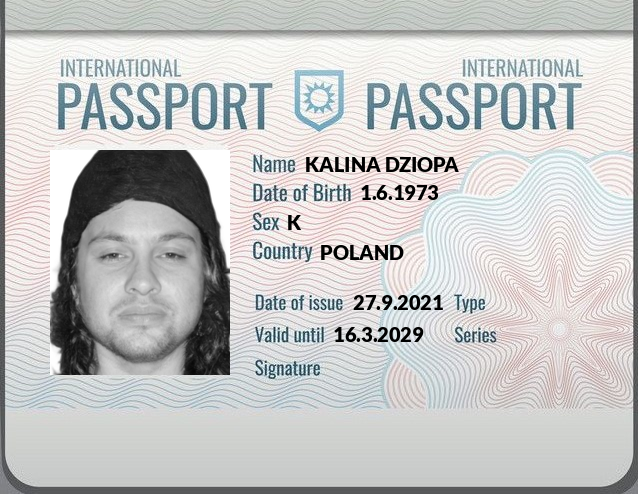 INTERNATIONAL INTERNATIONAL
PASSPORT PASSPORT
Name KALINA DZIOPA
Date of Birth 1.6.1973
Sex K
Country POLAND
Date of issue 27.9.2021 Type
Valid until 16.3.2029 Series
Signature